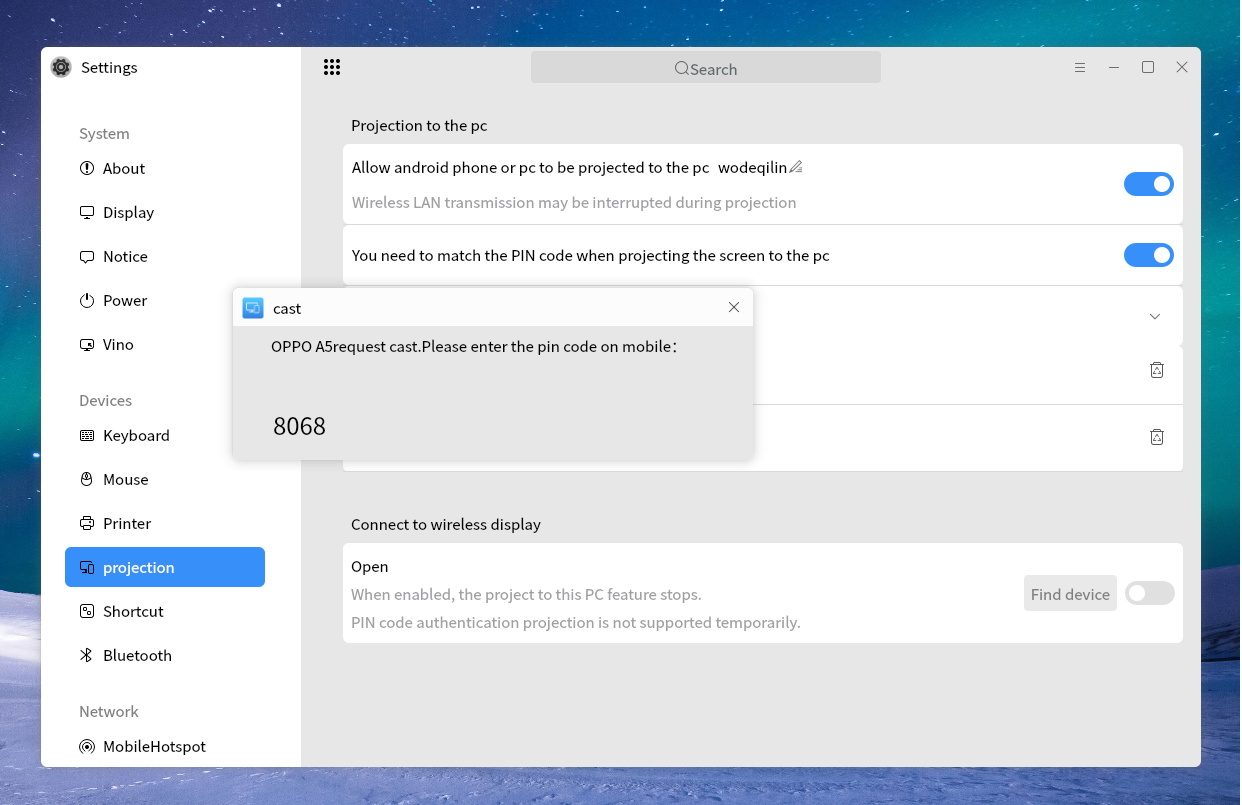 Settings
Search
System
About
Display
Notice
Power
Vino
Devices
Keyboard
Mouse
Printer
projection
Shortcut
Bluetooth
Network
MobileHotspot
Projection to the pc
Allow android phone or pc to be projected to the pc wodeqilin
Wireless LAN transmission may be interrupted during projection
You need to match the PIN code when projecting the screen to the pc
cast
OPPO A5request cast.Please enter the pin code on mobile：
8068
Connect to wireless display
Open
When enabled, the project to this PC feature stops.
PIN code authentication projection is not supported temporarily.
Find device